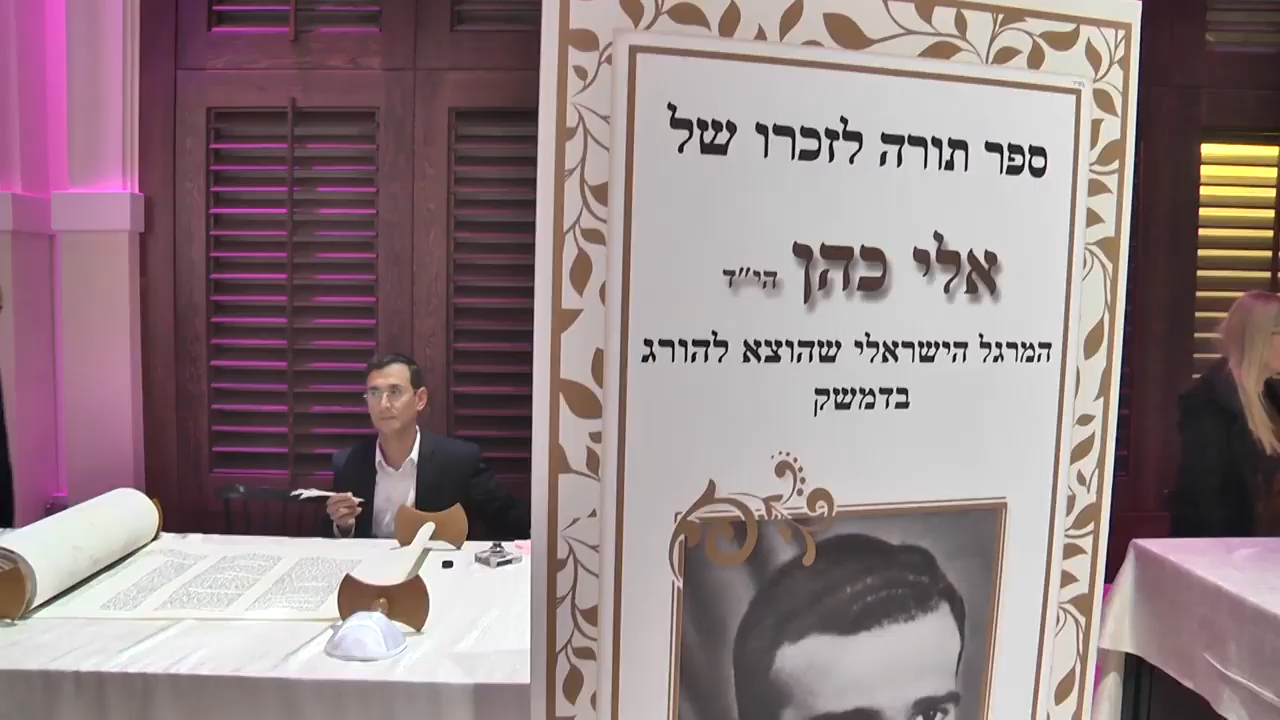 ספר תורה לזכרו של
אלי כהן הי״ד
המרגל הישראלי שהוצא להורג
בדמשק